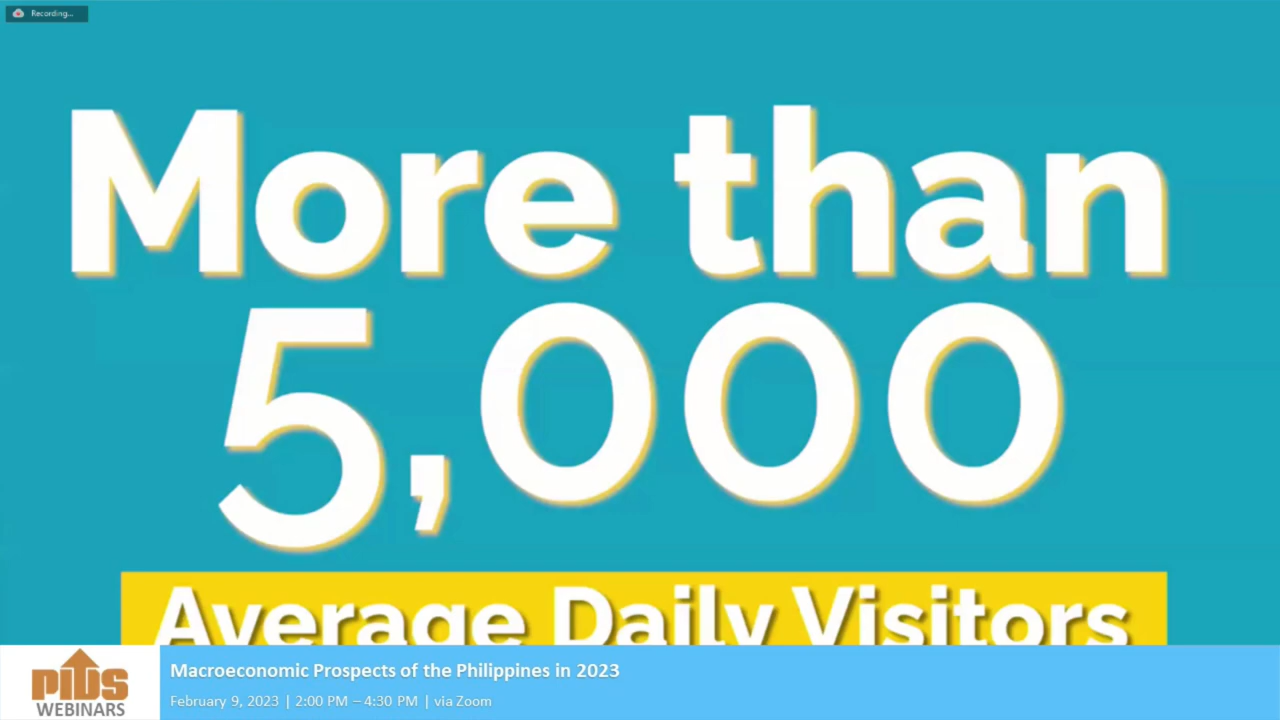 Recording...
More than
5,000
Average Daily Visitors
PIDS
WEBINARS
Macroeconomic Prospects of the Philippines in 2023
February 9, 2023 | 2:00 PM – 4:30 PM | via Zoom